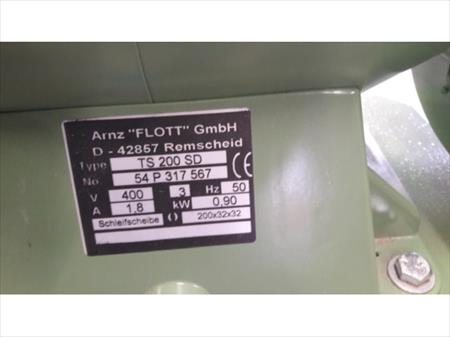 Arnz "FLOTT" GmbH
D - 42857 Remscheid
Type TS 200 SD
No. 54 P 317 567 CE
V 400 3 Hz 50
A 1.8 kW 0,90
Schleifscheibe () 200x32x32